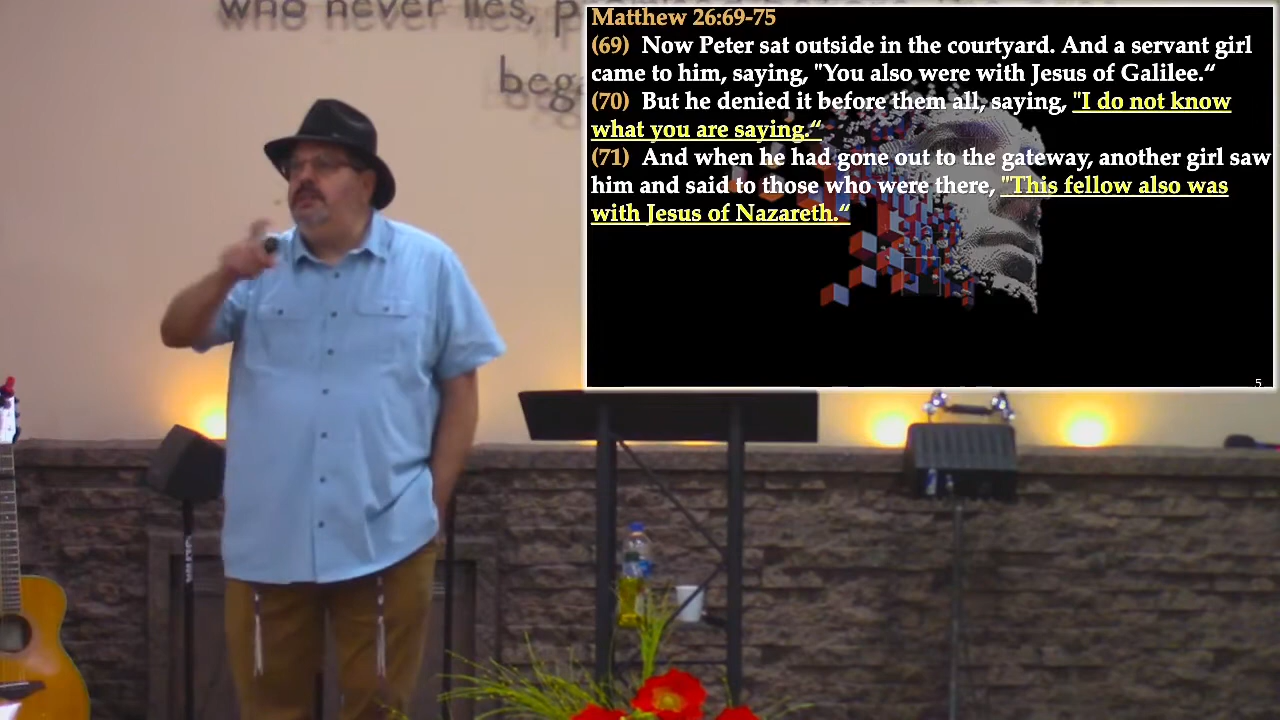 who never lies,
bega
Matthew 26:69-75
(69) Now Peter sat outside in the courtyard. And a servant girl
came to him, saying, "You also were with Jesus of Galilee.“
(70) But he denied it before them all, saying, "I do not know
what you are saying.“
(71) And when he had gone out to the gateway, another girl saw
him and said to those who were there, "This fellow also was
with Jesus of Nazareth.“
5